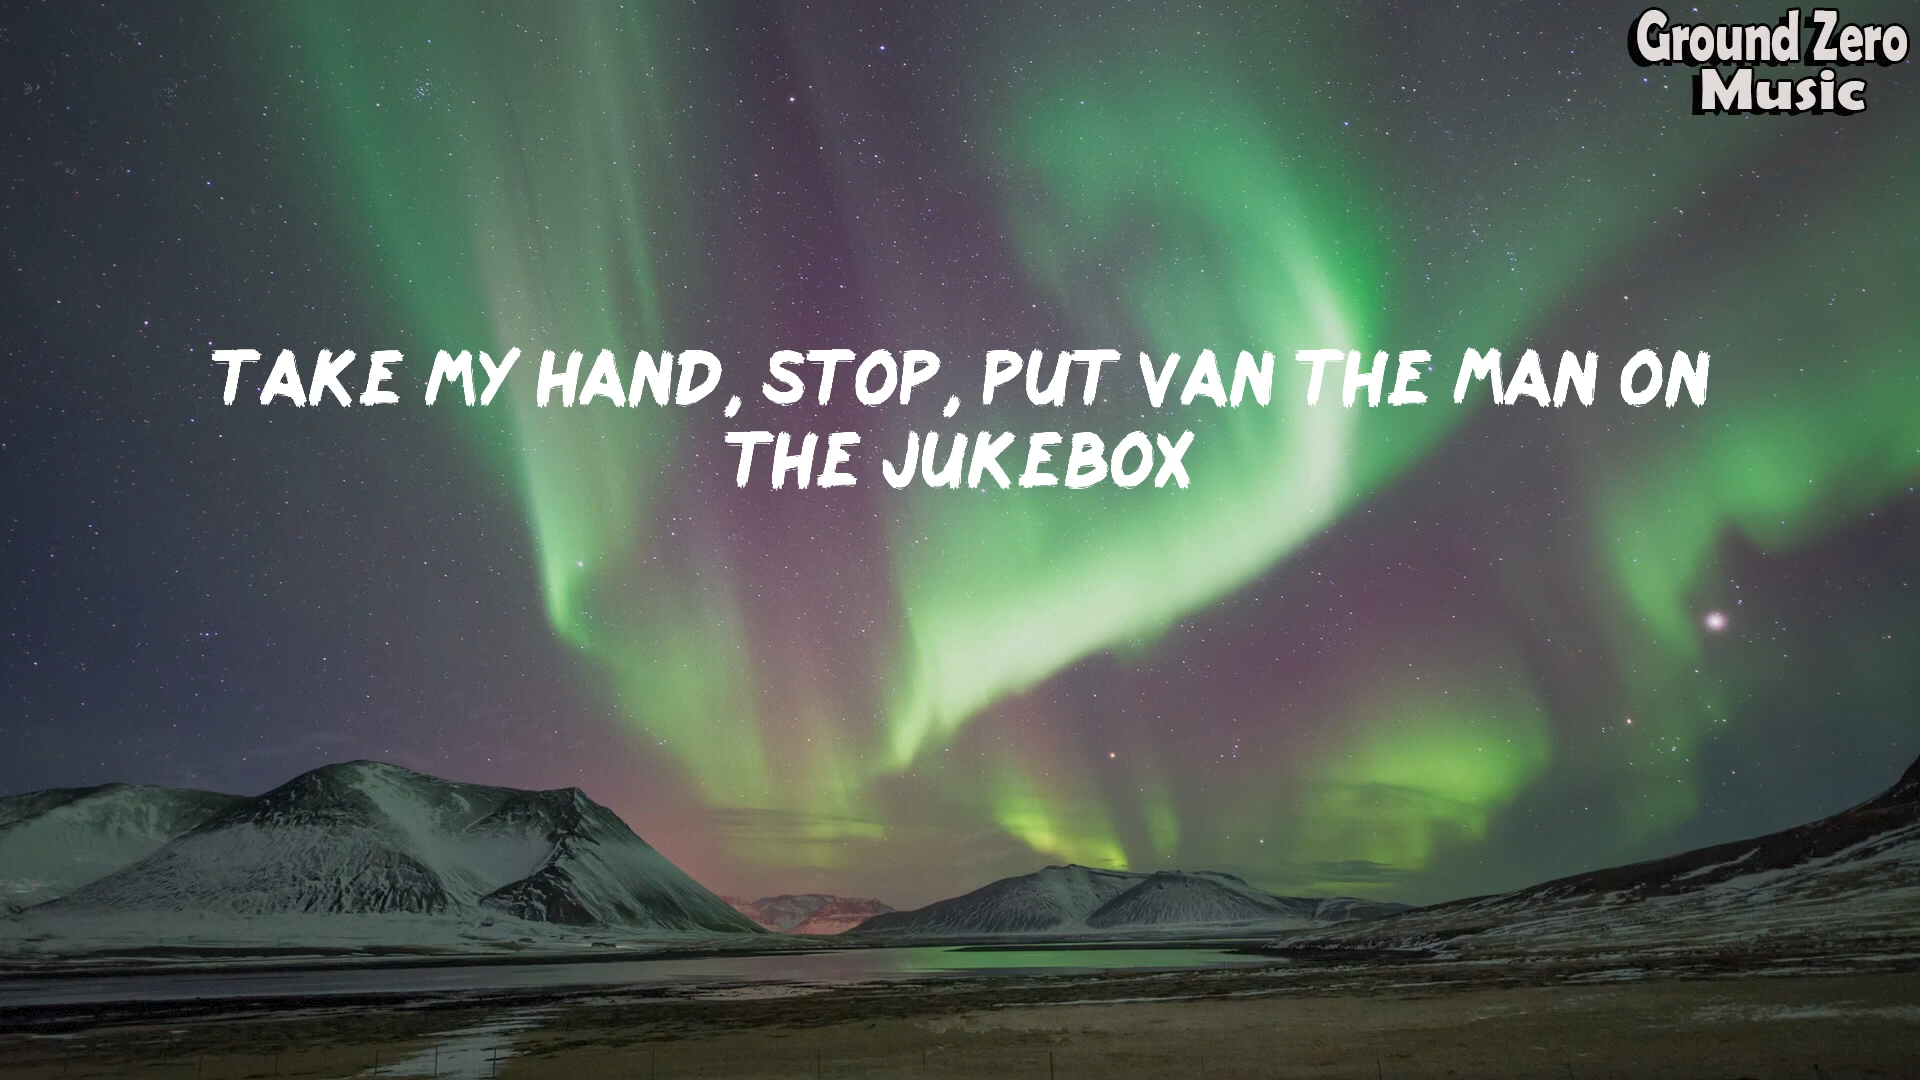 Ground Zero
Music
TAKE MY HAND, STOP, PUT VAN THE MAN ON
THE JUKEBOX